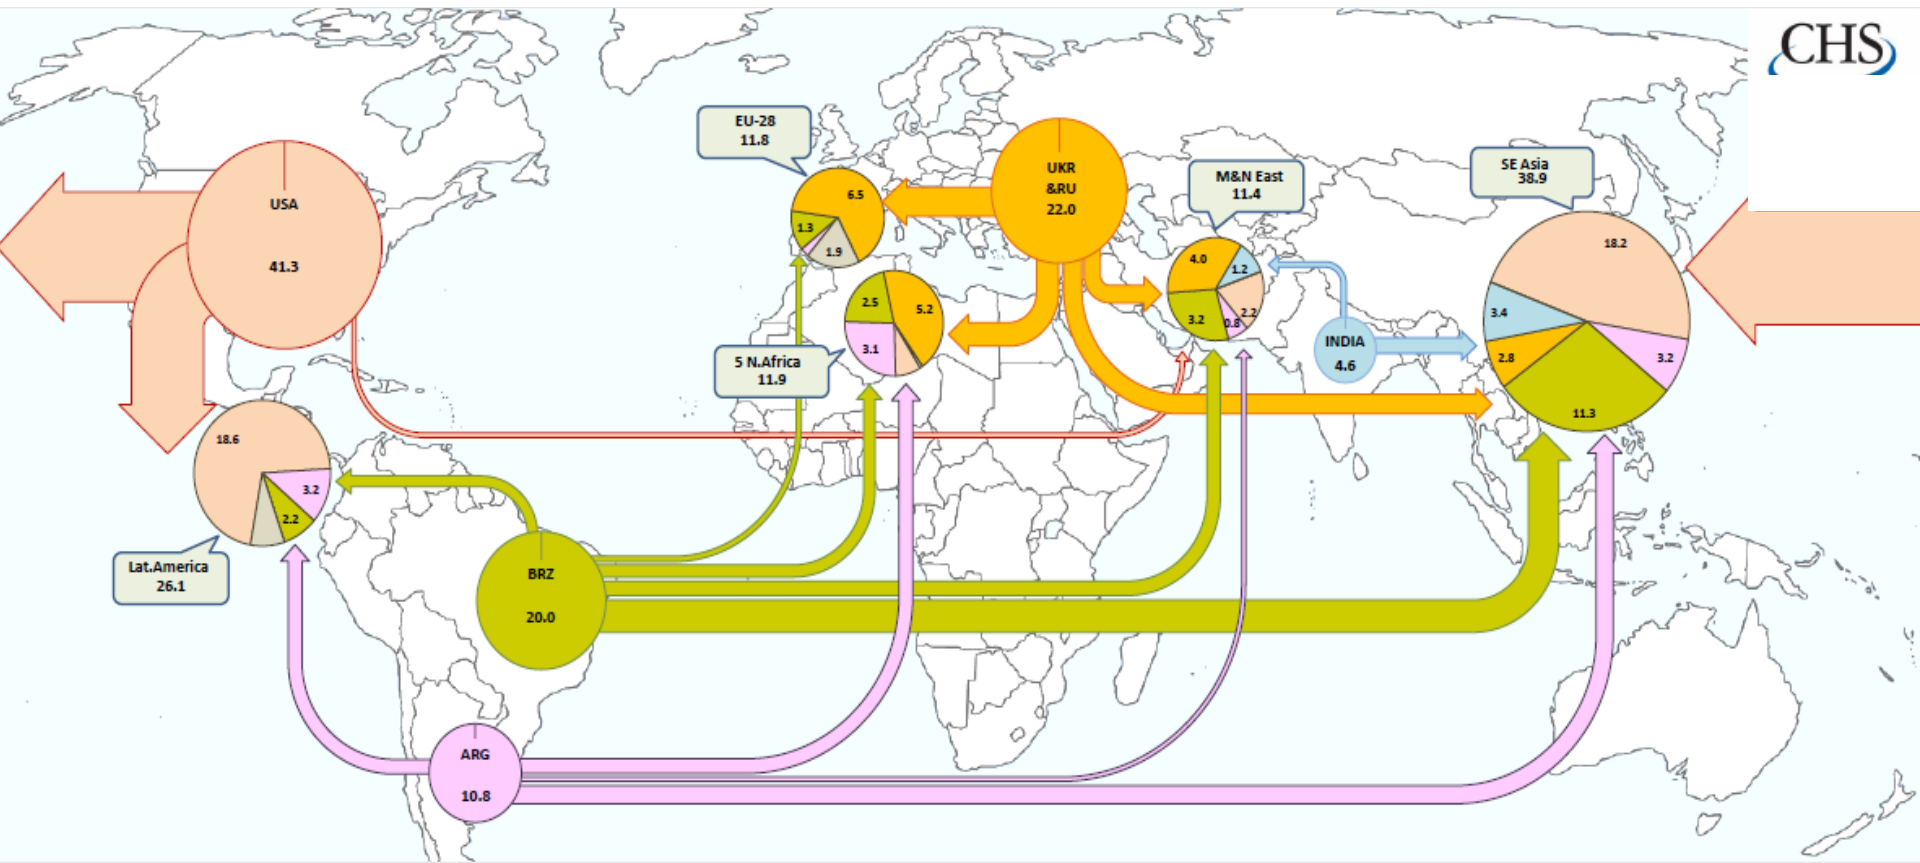 CHS
EU-28
11.8
UKR
&RU
22.0
M&N East
11.4
SE Asia
38.9
USA
41.3
6.5
1.3
1.9
4.0
1.2
2.2
0.8
3.2
18.2
3.4
2.8
3.2
11.3
2.5
5.2
3.1
5 N.Africa
11.9
INDIA
4.6
18.6
3.2
2.2
Lat.America
26.1
BRZ
20.0
ARG
10.8